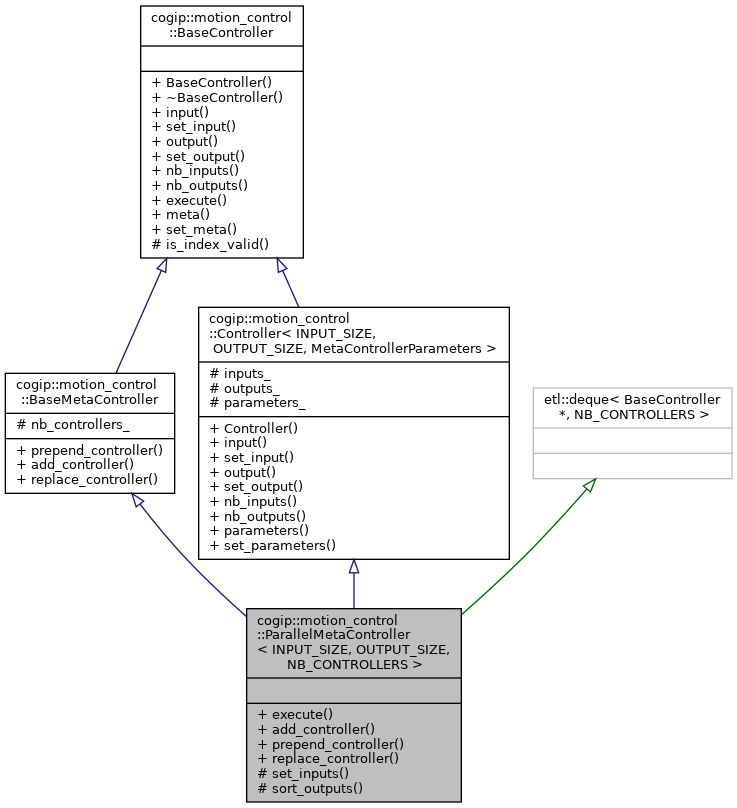 cogip::motion_control
::BaseController
+ BaseController()
+ ~BaseController()
+ input()
+ set_input()
+ output()
+ set_output()
+ nb_inputs()
+ nb_outputs()
+ execute()
+ meta()
+ set_meta()
# is_index_valid()
cogip::motion_control
::Controller< INPUT_SIZE,
OUTPUT_SIZE, MetaControllerParameters >
# inputs_
# outputs_
# parameters_
+ Controller()
+ input()
+ set_input()
+ output()
+ set_output()
+ nb_inputs()
+ nb_outputs()
+ parameters()
+ set_parameters()
cogip::motion_control
::BaseMetaController
# nb_controllers_
+ prepend_controller()
+ add_controller()
+ replace_controller()
etl::deque< BaseController
*, NB_CONTROLLERS >
cogip::motion_control
::ParallelMetaController
< INPUT_SIZE, OUTPUT_SIZE,
NB_CONTROLLERS >
+ execute()
+ add_controller()
+ prepend_controller()
+ replace_controller()
# set_inputs()
# sort_outputs()